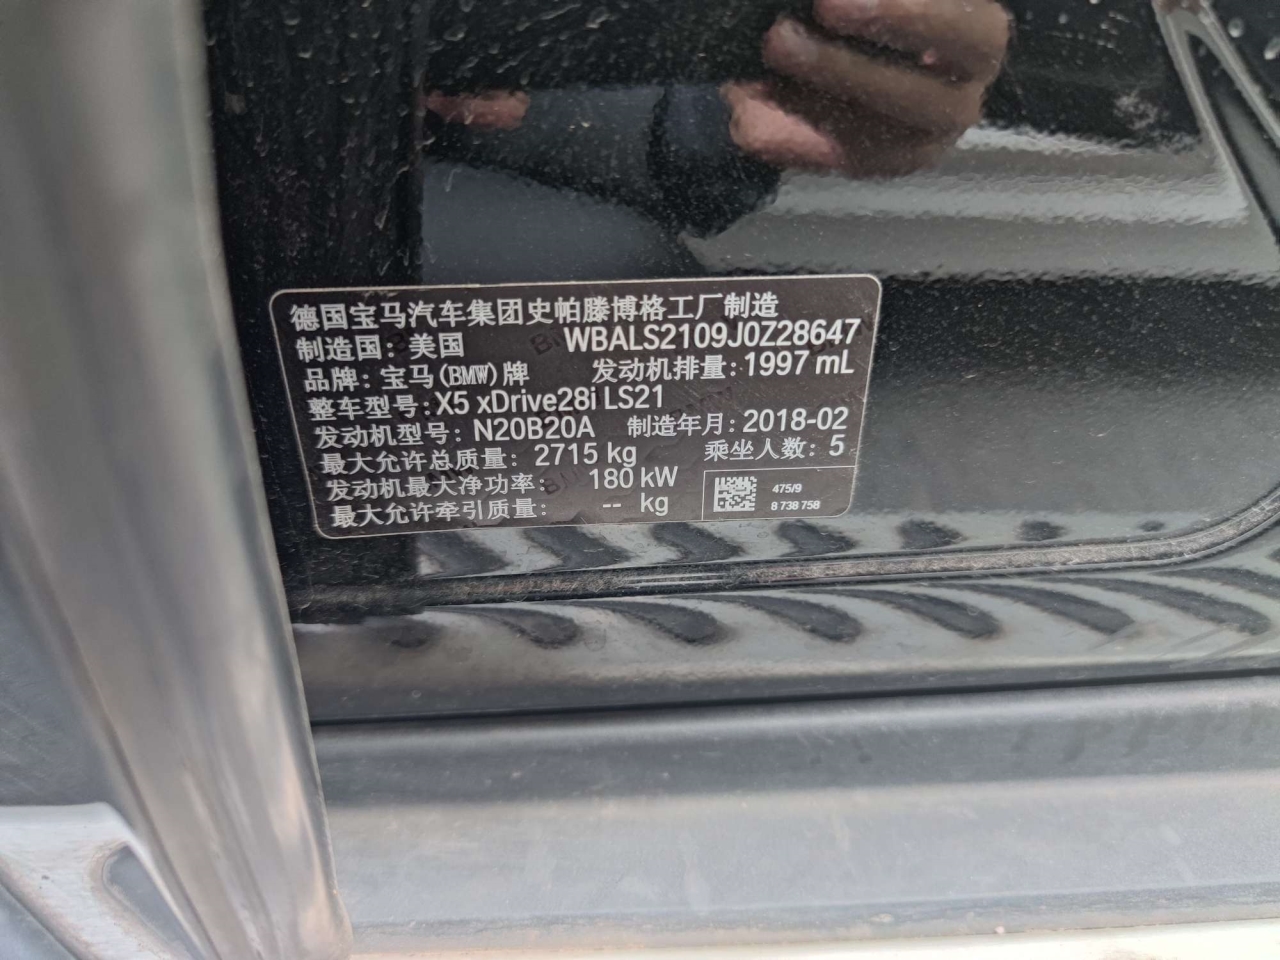 德国宝马汽车集团史帕滕博格工厂制造
制造国: 美国 WBALS2109J0Z28647
品牌: 宝马(BMW)牌 发动机排量: 1997 mL
整车型号: X5 xDrive28i LS21
发动机型号: N20B20A 制造年月: 2018-02
最大允许总质量: 2715 kg 乘坐人数: 5
发动机最大净功率: 180 kW
最大允许牵引质量: -- kg
475/9
8 738 758